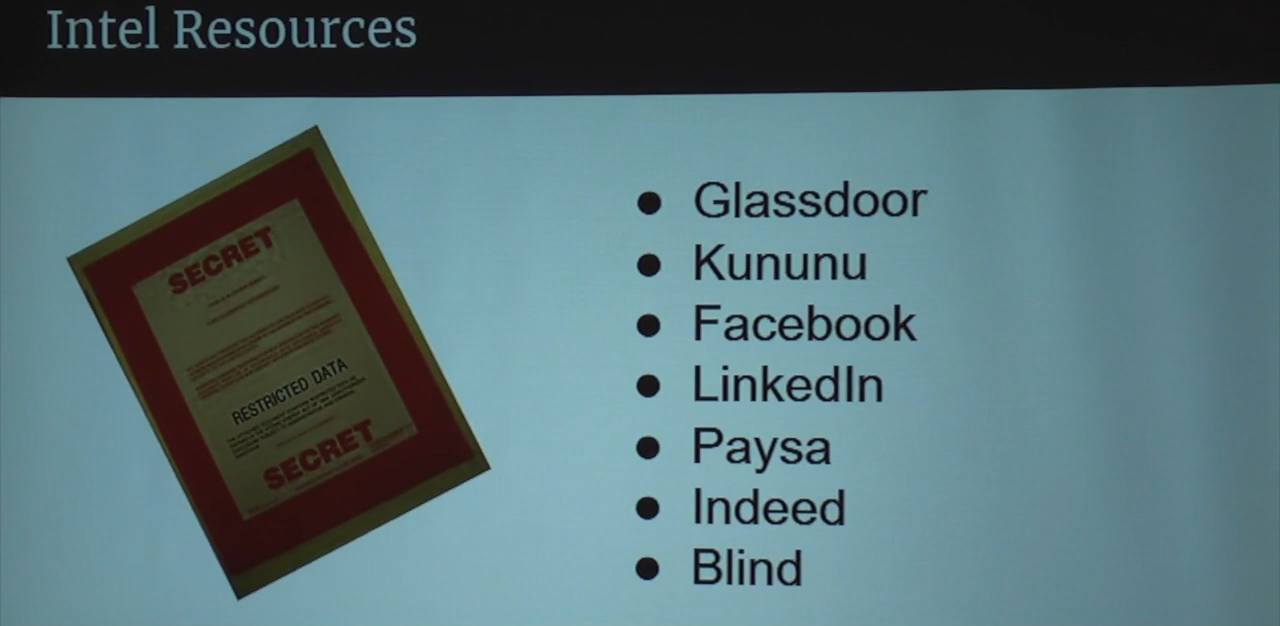 Intel Resources
SECRET
RESTRICTED DATA
SECRET
● Glassdoor
● Kununu
● Facebook
● LinkedIn
● Paysa
● Indeed
● Blind